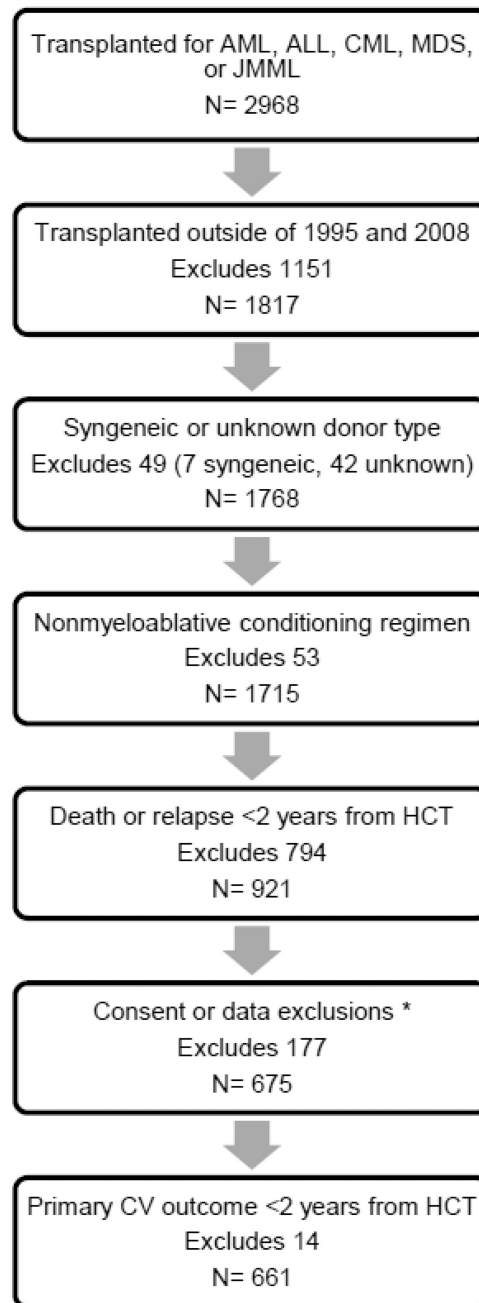 Transplanted for AML, ALL, CML, MDS,
or JMML
N= 2968
Transplanted outside of 1995 and 2008
Excludes 1151
N= 1817
Syngeneic or unknown donor type
Excludes 49 (7 syngeneic, 42 unknown)
N= 1768
Nonmyeloablative conditioning regimen
Excludes 53
N= 1715
Death or relapse <2 years from HCT
Excludes 794
N= 921
Consent or data exclusions *
Excludes 177
N= 675
Primary CV outcome <2 years from HCT
Excludes 14
N= 661